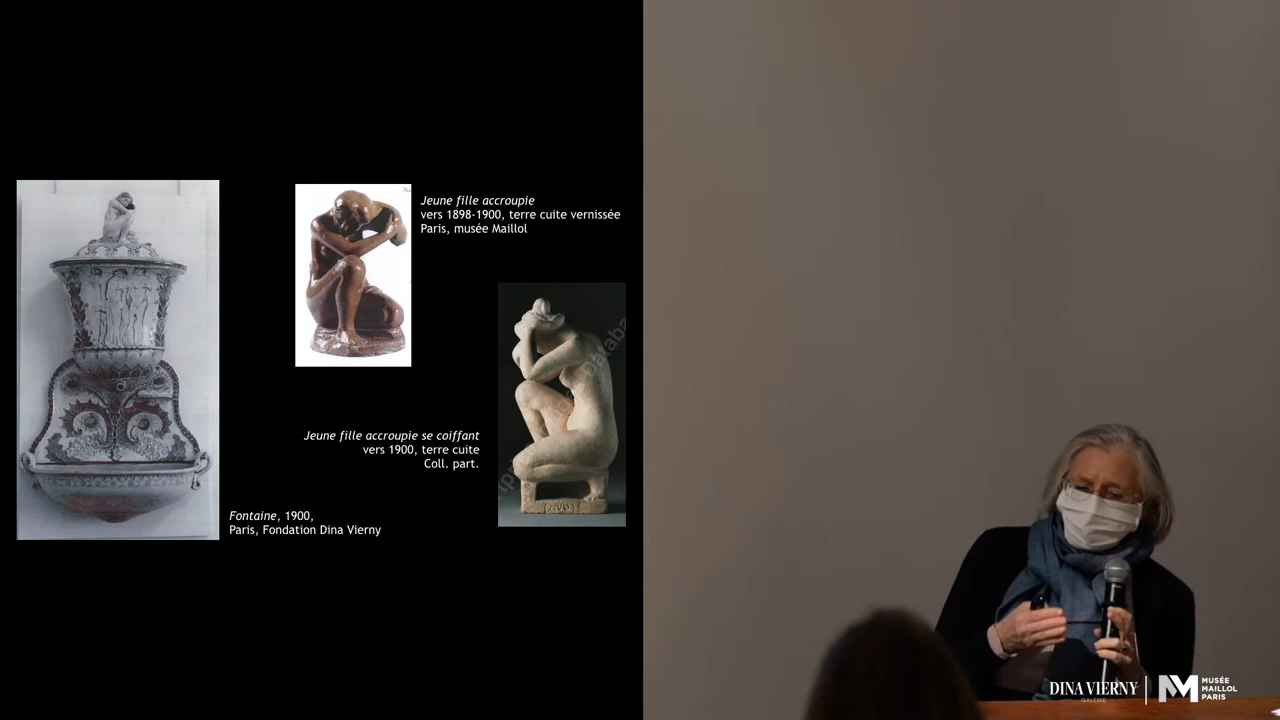 Jeune fille accroupie
vers 1898-1900, terre cuite vernissée
Paris, musée Maillol
Jeune fille accroupie se coiffant
vers 1900, terre cuite
Coll. part.
Fontaine, 1900,
Paris, Fondation Dina Vierny
DINA VIERNY
GALERIE
MUSÉE
MAILLOL
PARIS